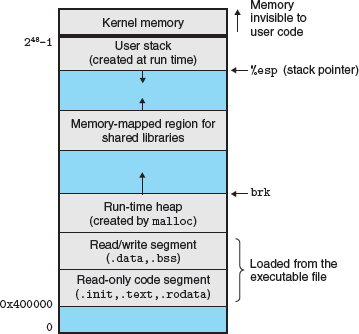 Kernel memory
Memory
invisible to
user code
2⁴⁸−1
User stack
(created at run time)
%esp (stack pointer)
Memory-mapped region for
shared libraries
brk
Run-time heap
(created by malloc)
Read/write segment
(.data,.bss)
Read-only code segment
(.init,.text,.rodata)
Loaded from the
executable file
0x400000
0